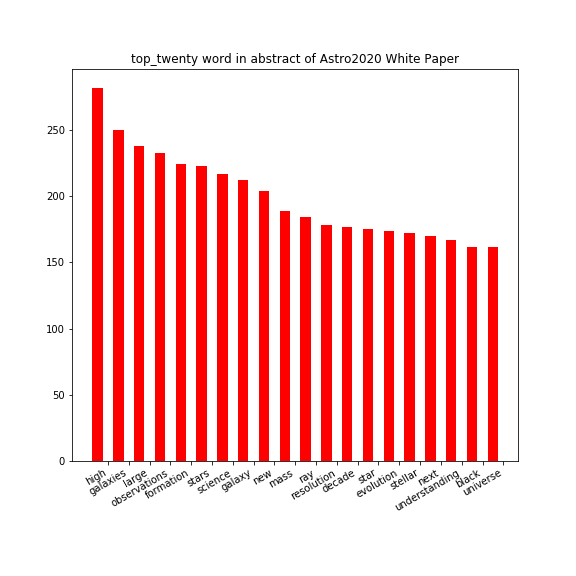 top_twenty word in abstract of Astro2020 White Paper
250
200
150
100
50
0
high
galaxies
large
observations
formation
stars
science
galaxy
new
mass
ray
resolution
decade
star
evolution
stellar
next
understanding
black
universe